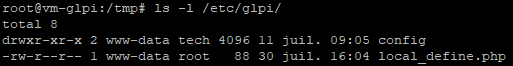 root@vm-glpi:/tmp# ls -l /etc/glpi/
total 8
drwxr-xr-x 2 www-data tech 4096 11 juil. 09:05 config
-rw-r--r-- 1 www-data root   88 30 juil. 16:04 local_define.php